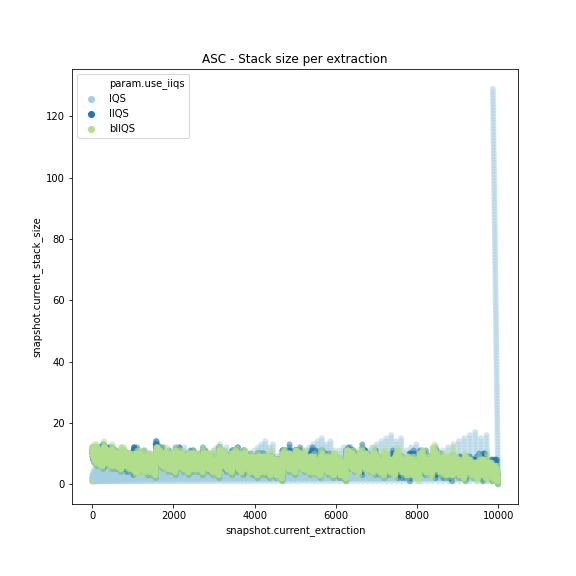 ASC - Stack size per extraction
param.use_iiqs
IQS
IIQS
bIIQS
120
100
80
60
40
20
0
snapshot.current_stack_size
0
2000
4000
6000
8000
10000
snapshot.current_extraction